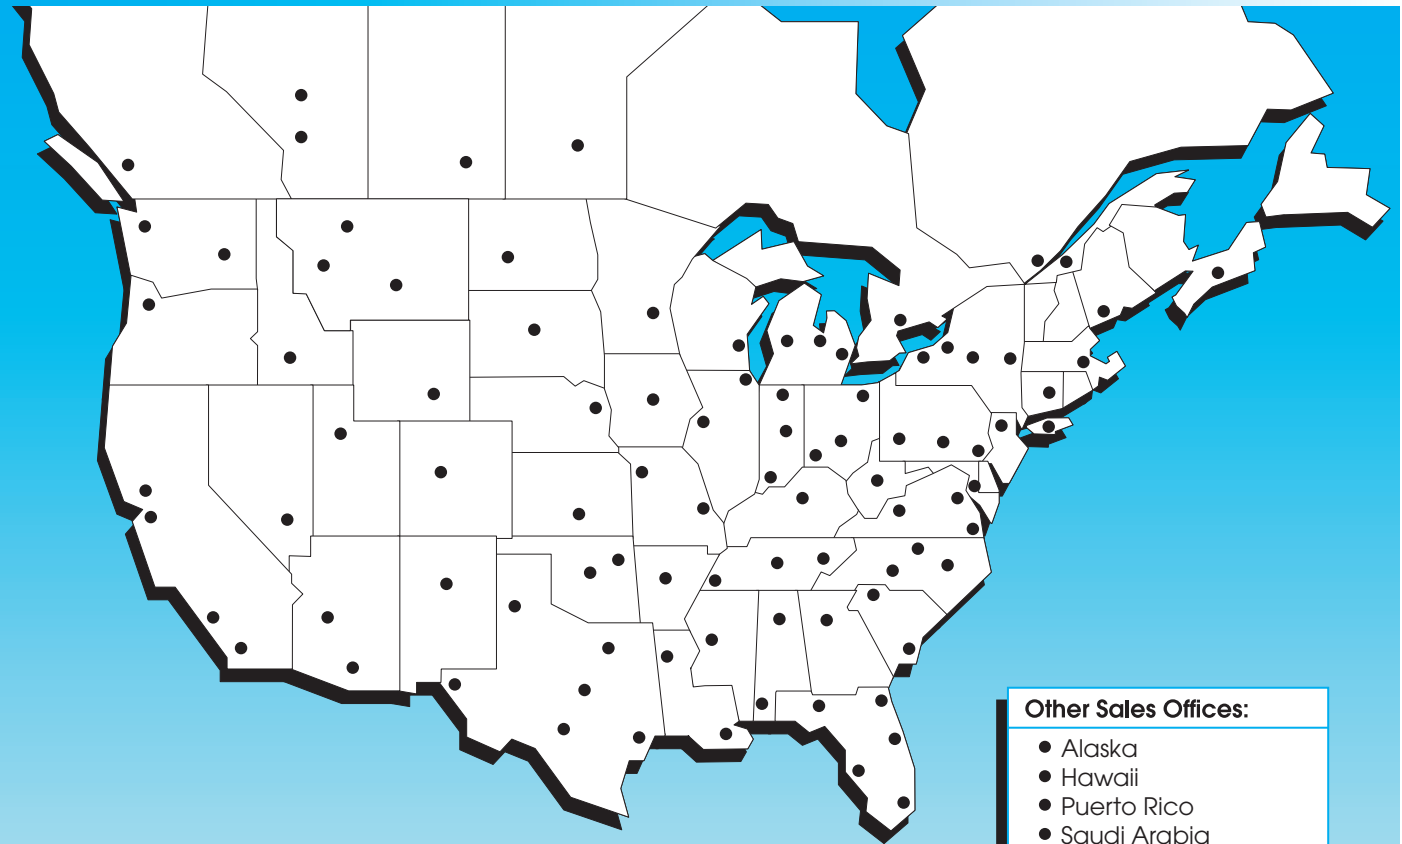 Other Sales Offices:
Alaska
Hawaii
Puerto Rico
Saudi Arabia